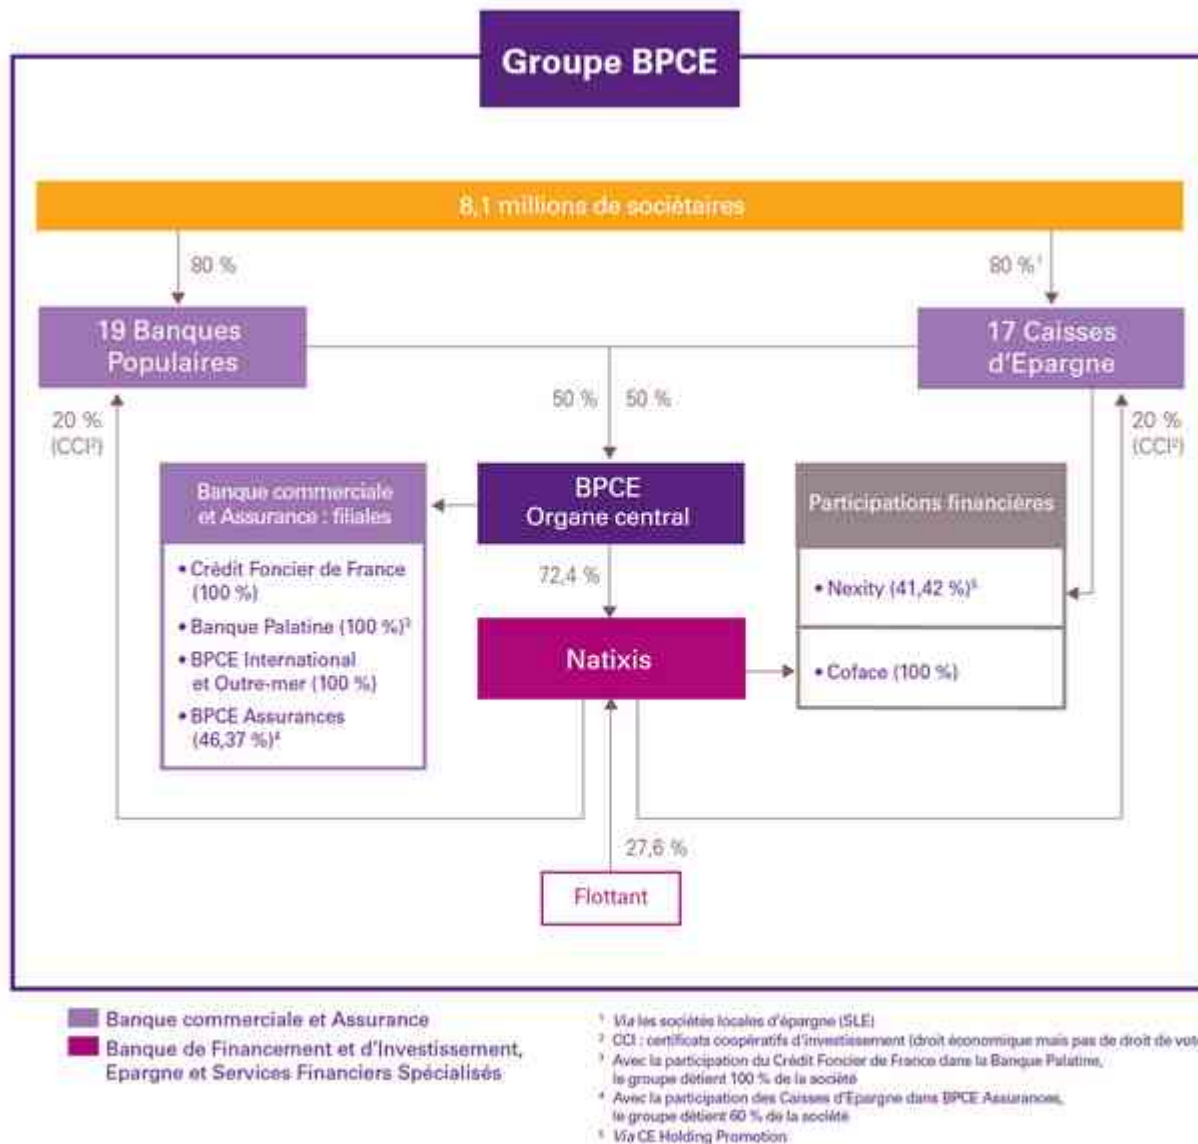 Groupe BPCE
8,1 millions de sociétaires
80 %
80 %¹
19 Banques
Populaires
17 Caisses
d'Epargne
50 %
50 %
20 %
(CCI²)
20 %
(CCI²)
Banque commerciale
et Assurance : filiales
BPCE
Organe central
Participations financières
• Crédit Foncier de France
(100 %)
• Banque Palatine (100 %)³
• BPCE International
et Outre-mer (100 %)
• BPCE Assurances
(46,37 %)⁴
72,4 %
• Nexity (41,42 %)⁵
Natixis
• Coface (100 %)
27,6 %
Flottant
Banque commerciale et Assurance
Banque de Financement et d'Investissement,
Epargne et Services Financiers Spécialisés
¹ Via les sociétés locales d'épargne (SLE)
² CCI : certificats coopératifs d'investissement (droit économique mais pas de droit de vote
³ Avec la participation du Crédit Foncier de France dans la Banque Palatine,
le groupe détient 100 % de la société
⁴ Avec la participation des Caisses d'Epargne dans BPCE Assurances,
le groupe détient 60 % de la société
⁵ Via CE Holding Promotion